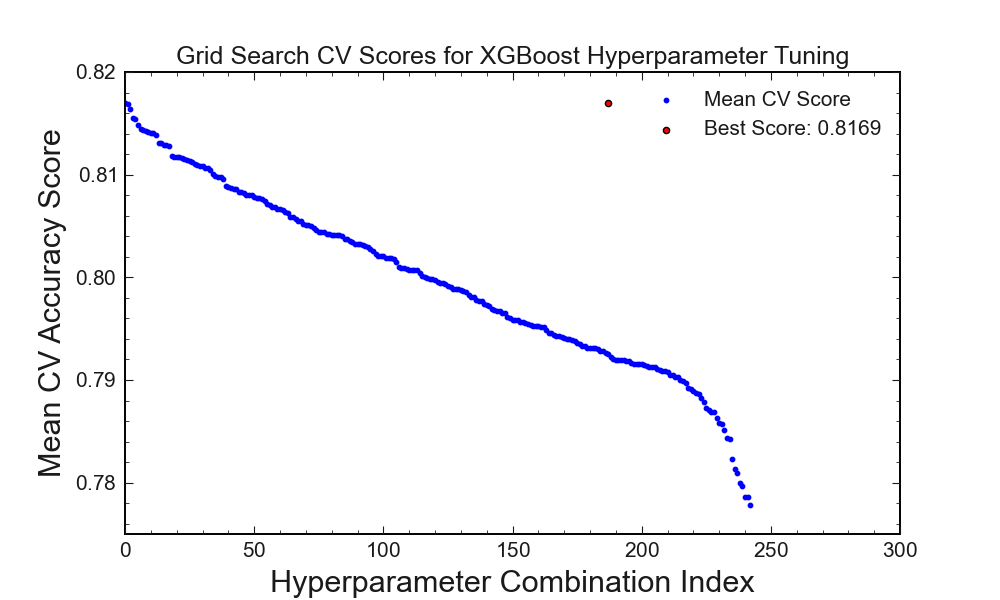 Grid Search CV Scores for XGBoost Hyperparameter Tuning
0.82
0.81
0.80
0.79
0.78
Mean CV Accuracy Score
Mean CV Score
Best Score: 0.8169
0 50 100 150 200 250 300
Hyperparameter Combination Index